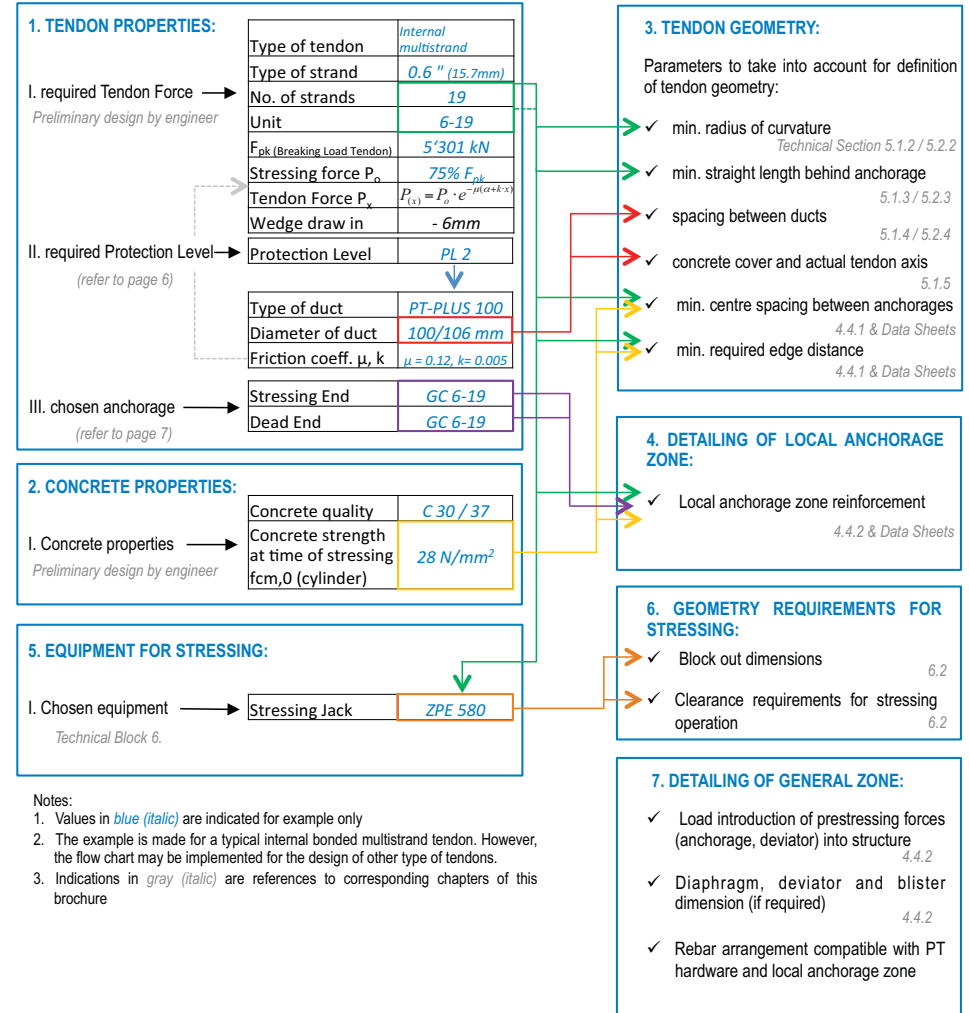 1. TENDON PROPERTIES:
Type of tendon
Internal
multistrand
Type of strand
0.6 " (15.7mm)
I. required Tendon Force
Preliminary design by engineer
No. of strands
19
Unit
6-19
Fpk (Breaking Load Tendon)
5'301 kN
Stressing force Po
75% Fpk
Tendon Force Px
P(x) = Po · e^-μ(α+k·x)
Wedge draw in
- 6mm
II. required Protection Level
(refer to page 6)
Protection Level
PL 2
Type of duct
PT-PLUS 100
Diameter of duct
100/106 mm
Friction coeff. μ, k
μ = 0.12, k= 0.005
III. chosen anchorage
(refer to page 7)
Stressing End
GC 6-19
Dead End
GC 6-19
2. CONCRETE PROPERTIES:
I. Concrete properties
Preliminary design by engineer
Concrete quality
C 30 / 37
Concrete strength
at time of stressing
fcm,0 (cylinder)
28 N/mm²
5. EQUIPMENT FOR STRESSING:
I. Chosen equipment
Technical Block 6.
Stressing Jack
ZPE 580
Notes:
1. Values in blue (italic) are indicated for example only
2. The example is made for a typical internal bonded multistrand tendon. However,
the flow chart may be implemented for the design of other type of tendons.
3. Indications in gray (italic) are references to corresponding chapters of this
brochure
3. TENDON GEOMETRY:
Parameters to take into account for definition
of tendon geometry:
✓ min. radius of curvature
Technical Section 5.1.2 / 5.2.2
✓ min. straight length behind anchorage
5.1.3 / 5.2.3
✓ spacing between ducts
5.1.4 / 5.2.4
✓ concrete cover and actual tendon axis
5.1.5
✓ min. centre spacing between anchorages
4.4.1 & Data Sheets
✓ min. required edge distance
4.4.1 & Data Sheets
4. DETAILING OF LOCAL ANCHORAGE
ZONE:
✓ Local anchorage zone reinforcement
4.4.2 & Data Sheets
6. GEOMETRY REQUIREMENTS FOR
STRESSING:
✓ Block out dimensions
6.2
✓ Clearance requirements for stressing
operation
6.2
7. DETAILING OF GENERAL ZONE:
✓ Load introduction of prestressing forces
(anchorage, deviator) into structure
4.4.2
✓ Diaphragm, deviator and blister
dimension (if required)
4.4.2
✓ Rebar arrangement compatible with PT
hardware and local anchorage zone